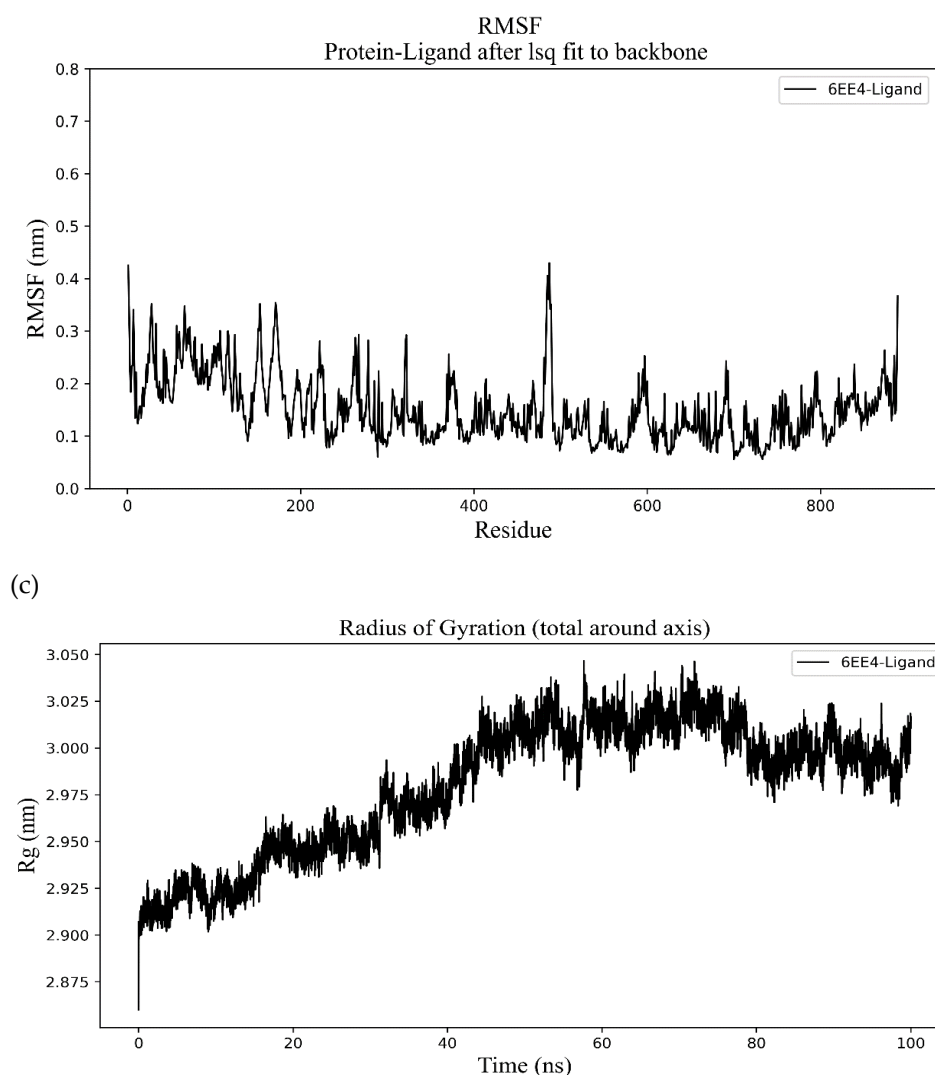 RMSF
Protein-Ligand after lsq fit to backbone
6EE4-Ligand
0.8
0.7
0.6
0.5
0.4
0.3
0.2
0.1
0.0
RMSF (nm)
0 200 400 600 800
Residue
(c)
Radius of Gyration (total around axis)
6EE4-Ligand
3.050
3.025
3.000
2.975
2.950
2.925
2.900
2.875
Rg (nm)
0 20 40 60 80 100
Time (ns)